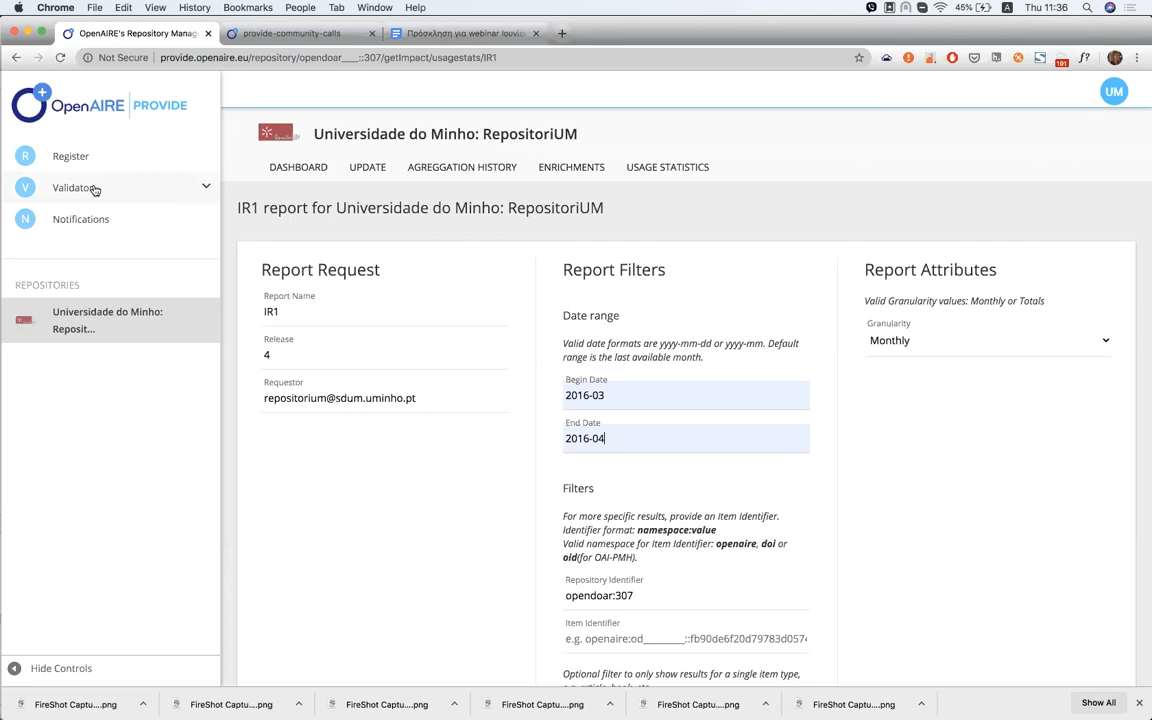 Chrome File Edit View History Bookmarks People Tab Window Help
45% A Thu 11:36
OpenAIRE's Repository Manag
provide-community-calls
Πρόσκληση για webinar Ιουνίο
Not Secure | provide.openaire.eu/repository/opendoar____::307/getImpact/usagestats/IR1
191
f?
OpenAIRE | PROVIDE
UM
R Register
V Validator
N Notifications
REPOSITORIES
Universidade do Minho:
Reposit...
Hide Controls
Universidade do Minho: RepositoriUM
DASHBOARD UPDATE AGREGGATION HISTORY ENRICHMENTS USAGE STATISTICS
IR1 report for Universidade do Minho: RepositoriUM
Report Request
Report Name
IR1
Release
4
Requestor
repositorium@sdum.uminho.pt
Report Filters
Date range
Valid date formats are yyyy-mm-dd or yyyy-mm. Default
range is the last available month.
Begin Date
2016-03
End Date
2016-04
Filters
For more specific results, provide an Item Identifier.
Identifier format: namespace:value
Valid namespace for Item Identifier: openaire, doi or
oid(for OAI-PMH).
Repository Identifier
opendoar:307
Item Identifier
e.g. openaire:od________::fb90de6f20d79783d0574
Optional filter to only show results for a single item type,
Report Attributes
Valid Granularity values: Monthly or Totals
Granularity
Monthly
FireShot Captu....png
FireShot Captu....png
FireShot Captu....png
FireShot Captu....png
FireShot Captu....png
FireShot Captu....png
Show All